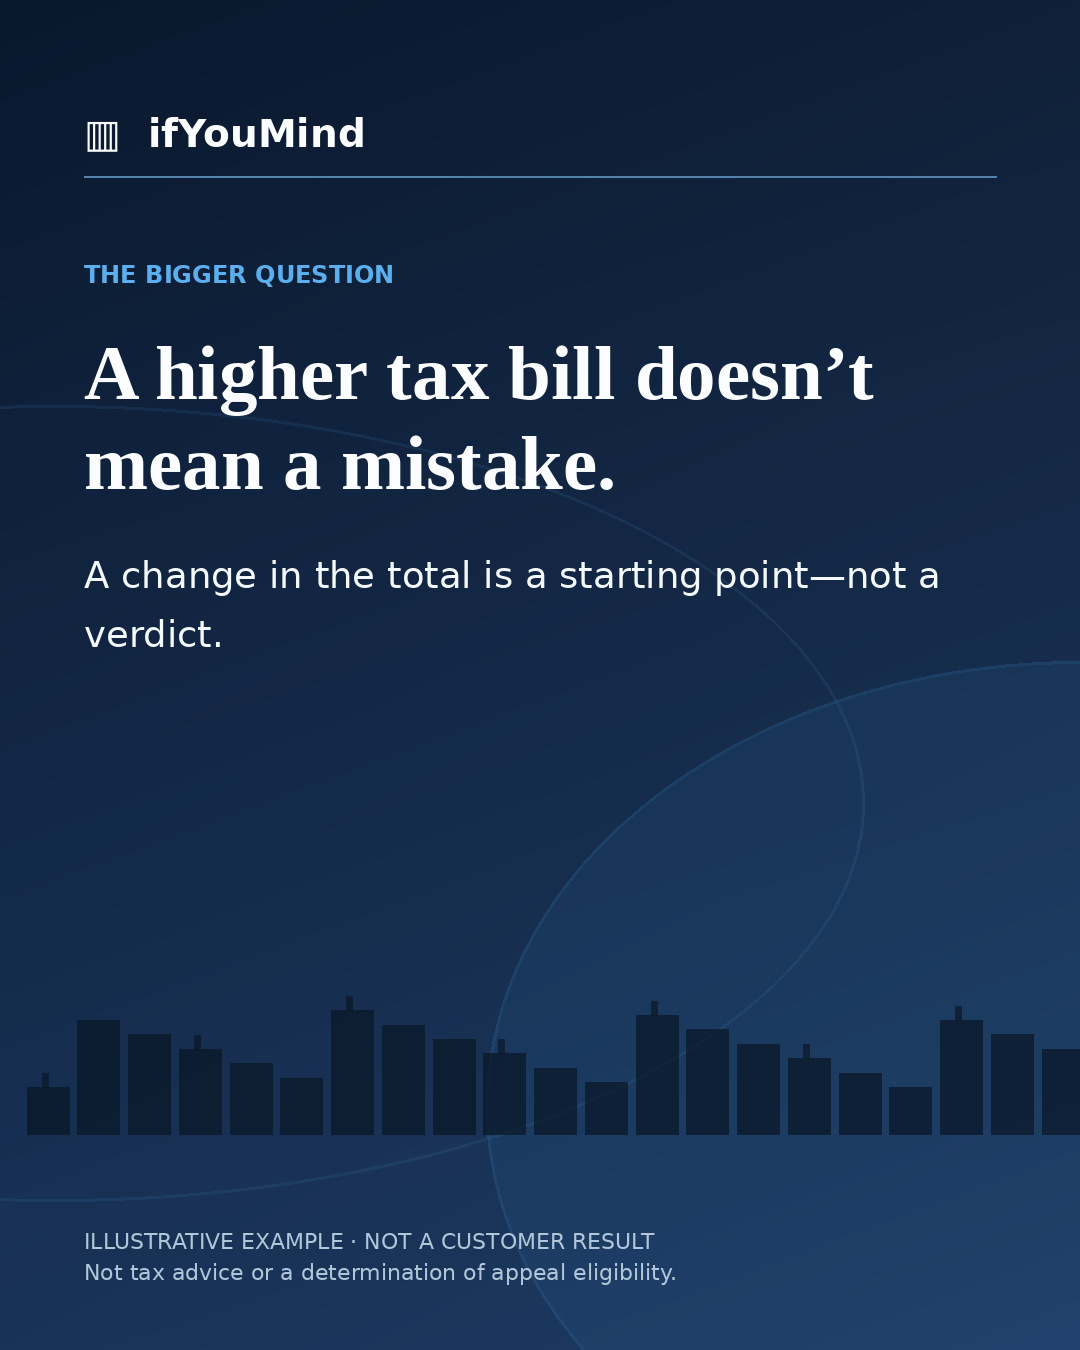 ifYouMind
THE BIGGER QUESTION
A higher tax bill doesn’t
mean a mistake.
A change in the total is a starting point—not a
verdict.
ILLUSTRATIVE EXAMPLE · NOT A CUSTOMER RESULT
Not tax advice or a determination of appeal eligibility.